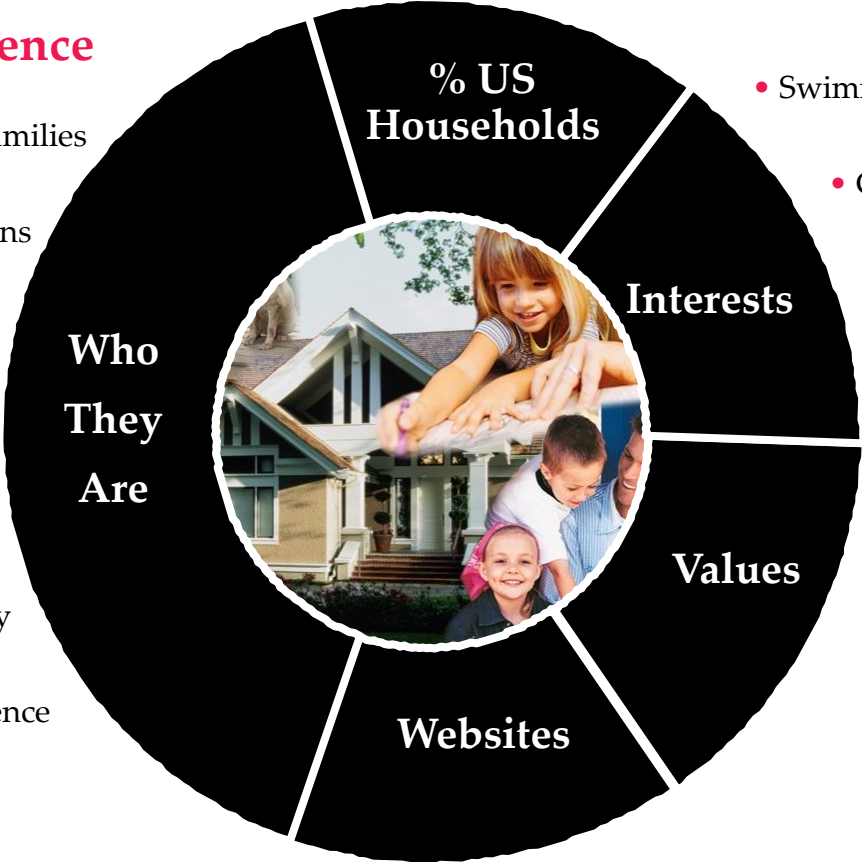 ence
% US
Households
• Swim
milies
•
ns
Interests
Who
They
Are
Values
y
ence
Websites